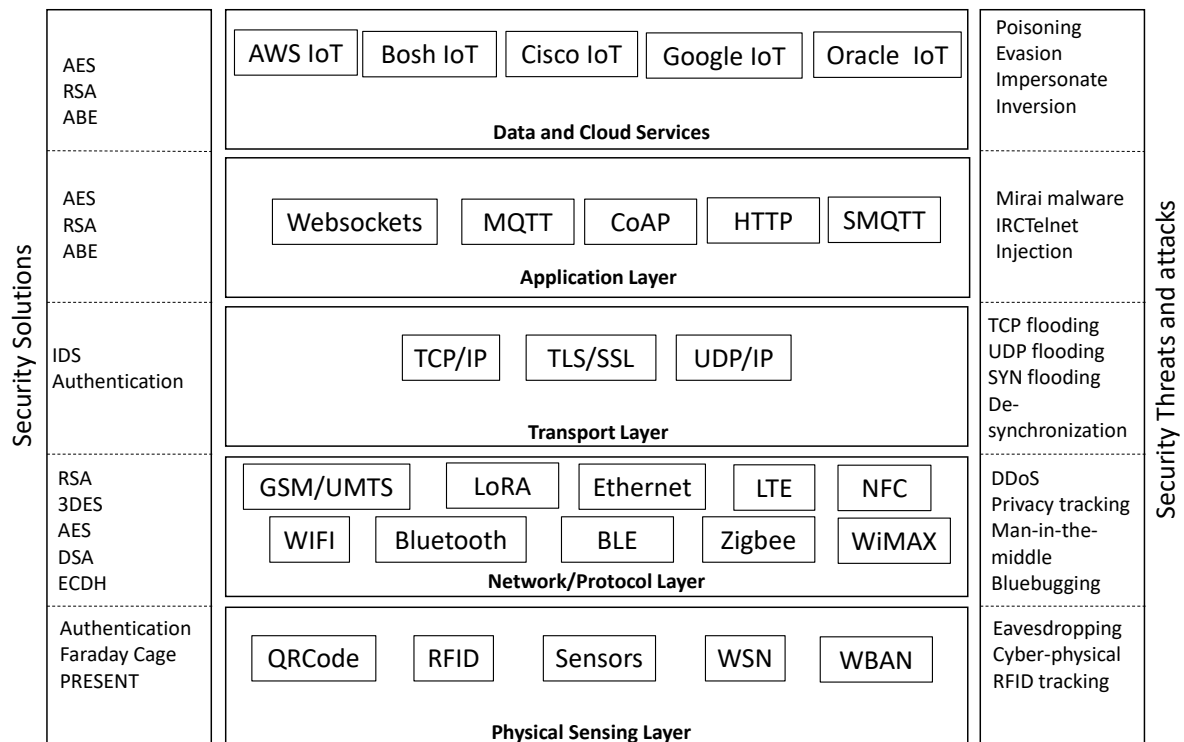 Security Solutions
AES
RSA
ABE
AWS IoT
Bosh IoT
Cisco IoT
Google IoT
Oracle IoT
Data and Cloud Services
Poisoning
Evasion
Impersonate
Inversion
AES
RSA
ABE
Websockets
MQTT
CoAP
HTTP
SMQTT
Application Layer
Mirai malware
IRCTelnet
Injection
IDS
Authentication
TCP/IP
TLS/SSL
UDP/IP
Transport Layer
TCP flooding
UDP flooding
SYN flooding
De-
synchronization
RSA
3DES
AES
DSA
ECDH
GSM/UMTS
LoRA
Ethernet
LTE
NFC
WIFI
Bluetooth
BLE
Zigbee
WiMAX
Network/Protocol Layer
DDoS
Privacy tracking
Man-in-the-
middle
Bluebugging
Authentication
Faraday Cage
PRESENT
QRCode
RFID
Sensors
WSN
WBAN
Physical Sensing Layer
Eavesdropping
Cyber-physical
RFID tracking
Security Threats and attacks